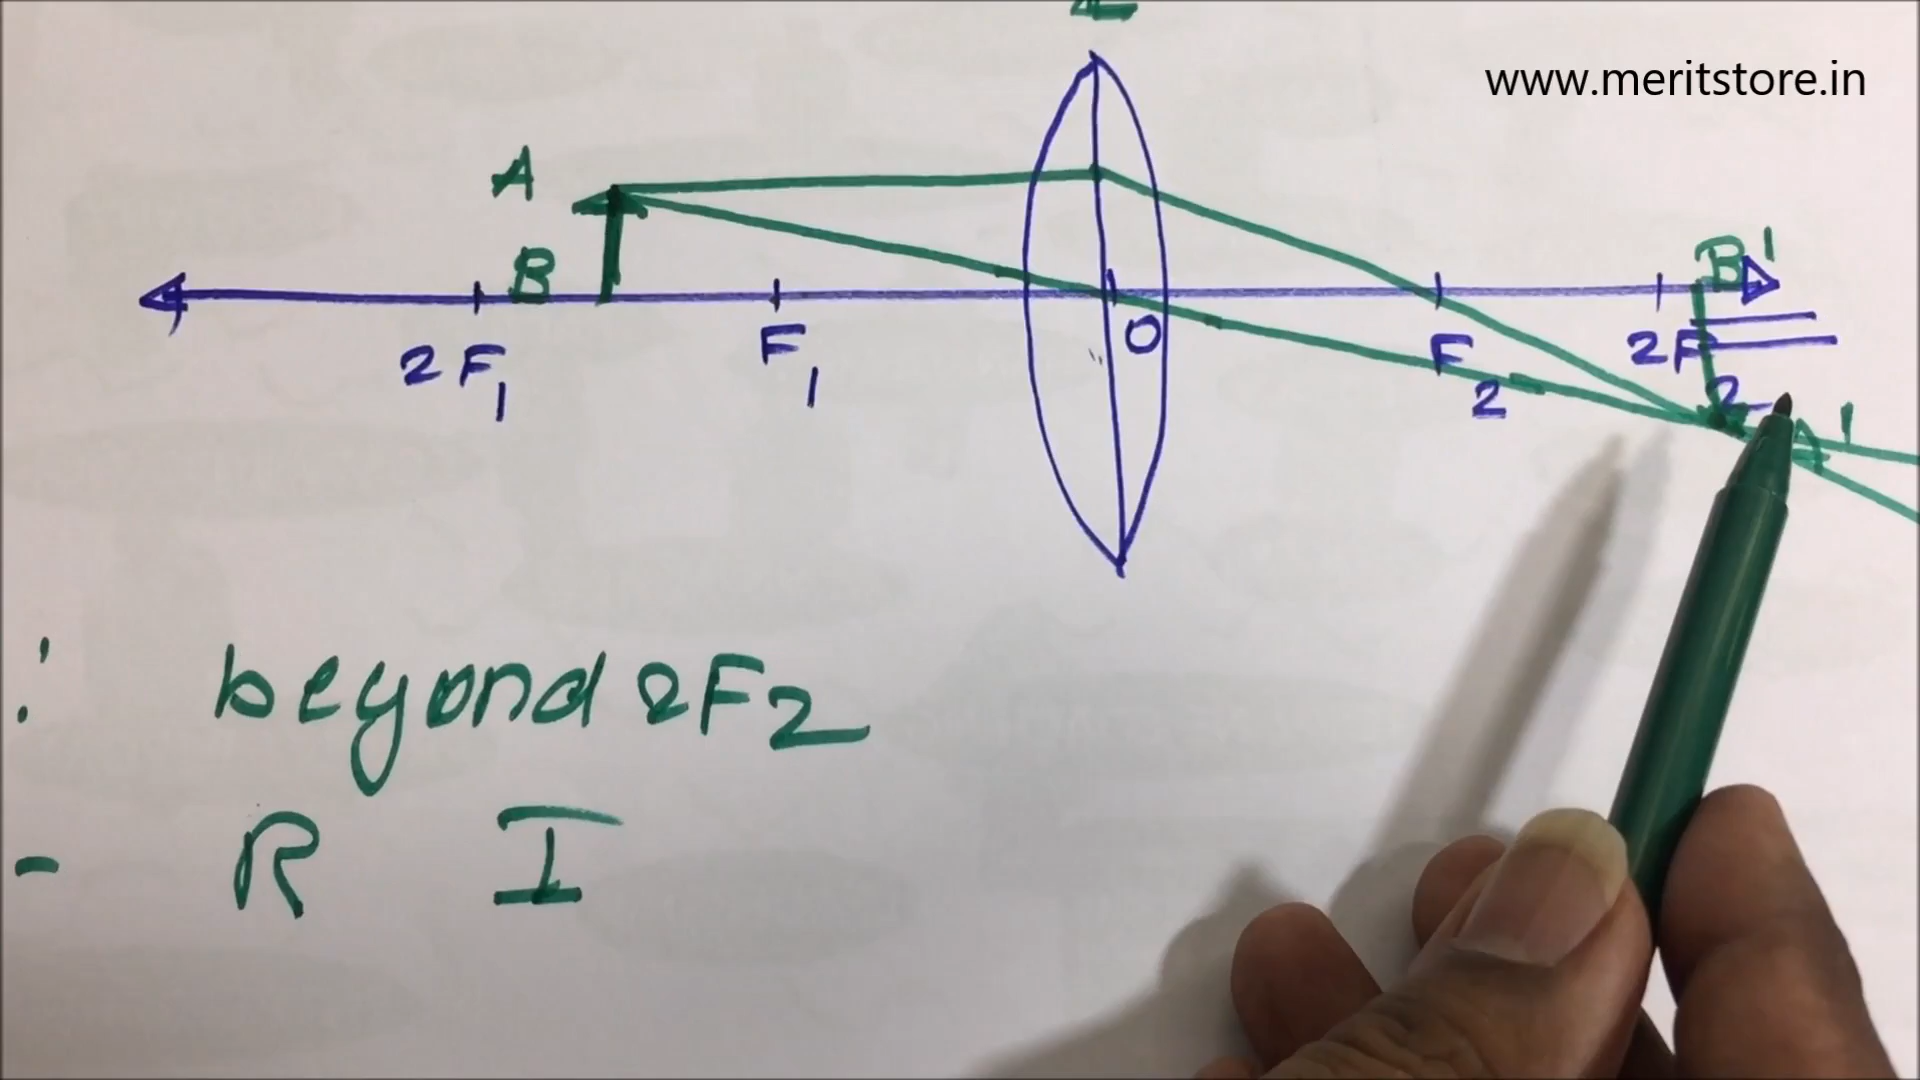 www.meritstore.in
A
B
B'
2F1
F1
O
F2
2F2
A'
: beyond 2F2
- R I